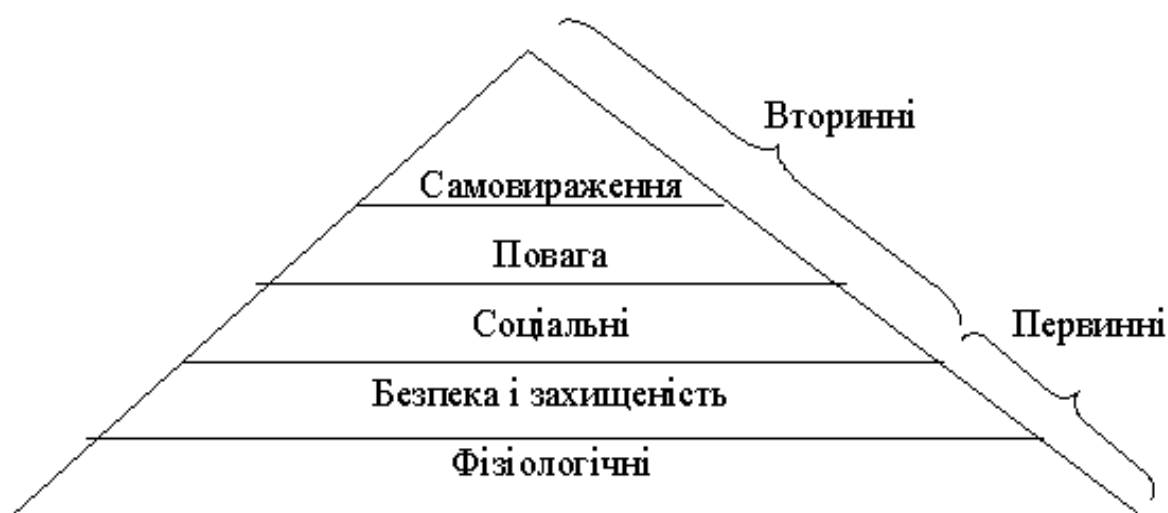 Вторинні
Самовираження
Повага
Соціальні
Первинні
Безпека і захищеність
Фізіологічні